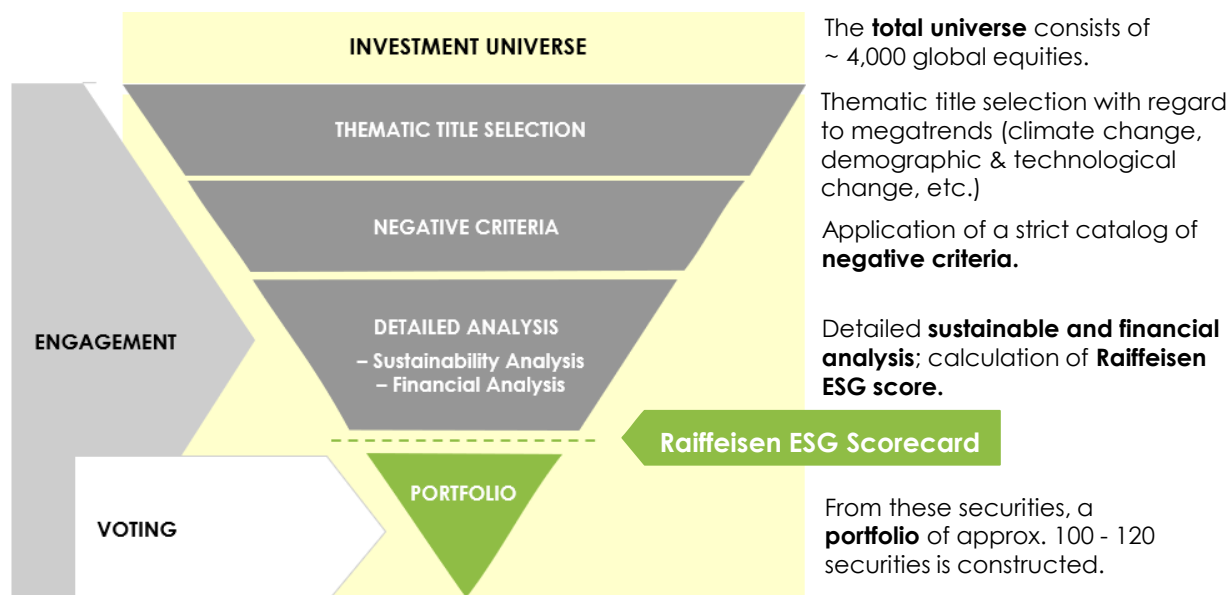 INVESTMENT UNIVERSE
The total universe consists of
~ 4,000 global equities.
THEMATIC TITLE SELECTION
Thematic title selection with regard
to megatrends (climate change,
demographic & technological
change, etc.)
NEGATIVE CRITERIA
Application of a strict catalog of
negative criteria.
ENGAGEMENT
DETAILED ANALYSIS
– Sustainability Analysis
– Financial Analysis
Detailed sustainable and financial
analysis; calculation of Raiffeisen
ESG score.
Raiffeisen ESG Scorecard
PORTFOLIO
VOTING
From these securities, a
portfolio of approx. 100 - 120
securities is constructed.